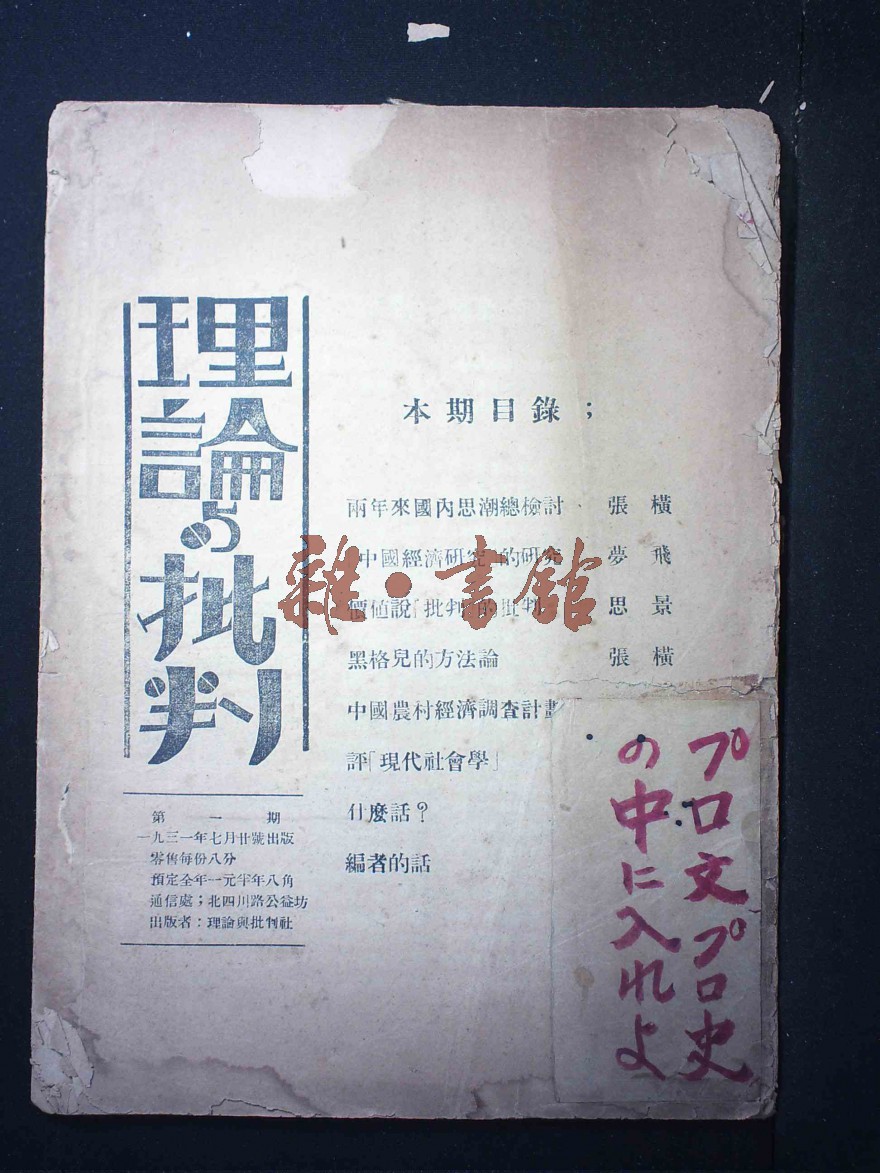 理論与批判
第一期
一九三一年七月廿號出版
零售每份八分
預定全年一元半年八角
通信處；北四川路公益坊
出版者：理論與批判社
本期目錄；
兩年來國內思潮總檢討 張橫
「中國經濟研究」的研究 夢飛
價值說「批判」的批判 思景
黑格兒的方法論 張橫
中國農村經濟調查計畫
評「現代社會學」
什麼話？
編者的話
プロ文プロ史
の中に入れよ
雜·書館